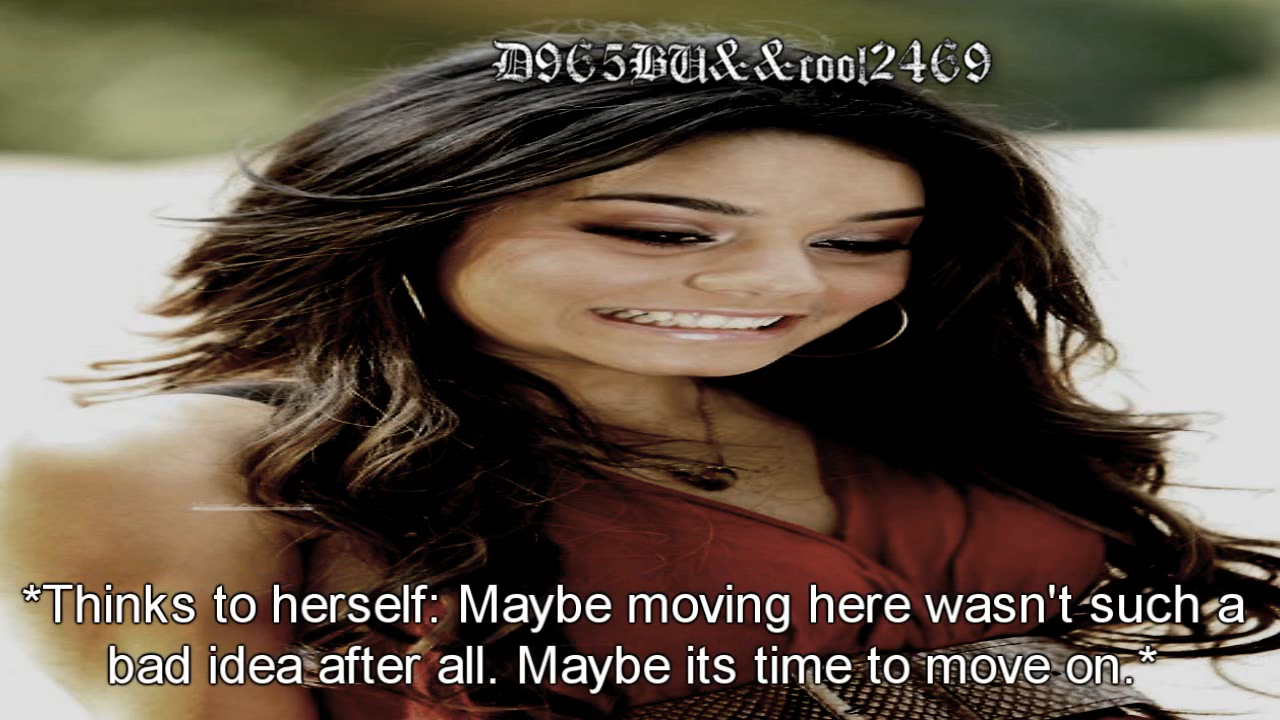 D965BU&&cool2469
*Thinks to herself: Maybe moving here wasn't such a
bad idea after all. Maybe its time to move on.*